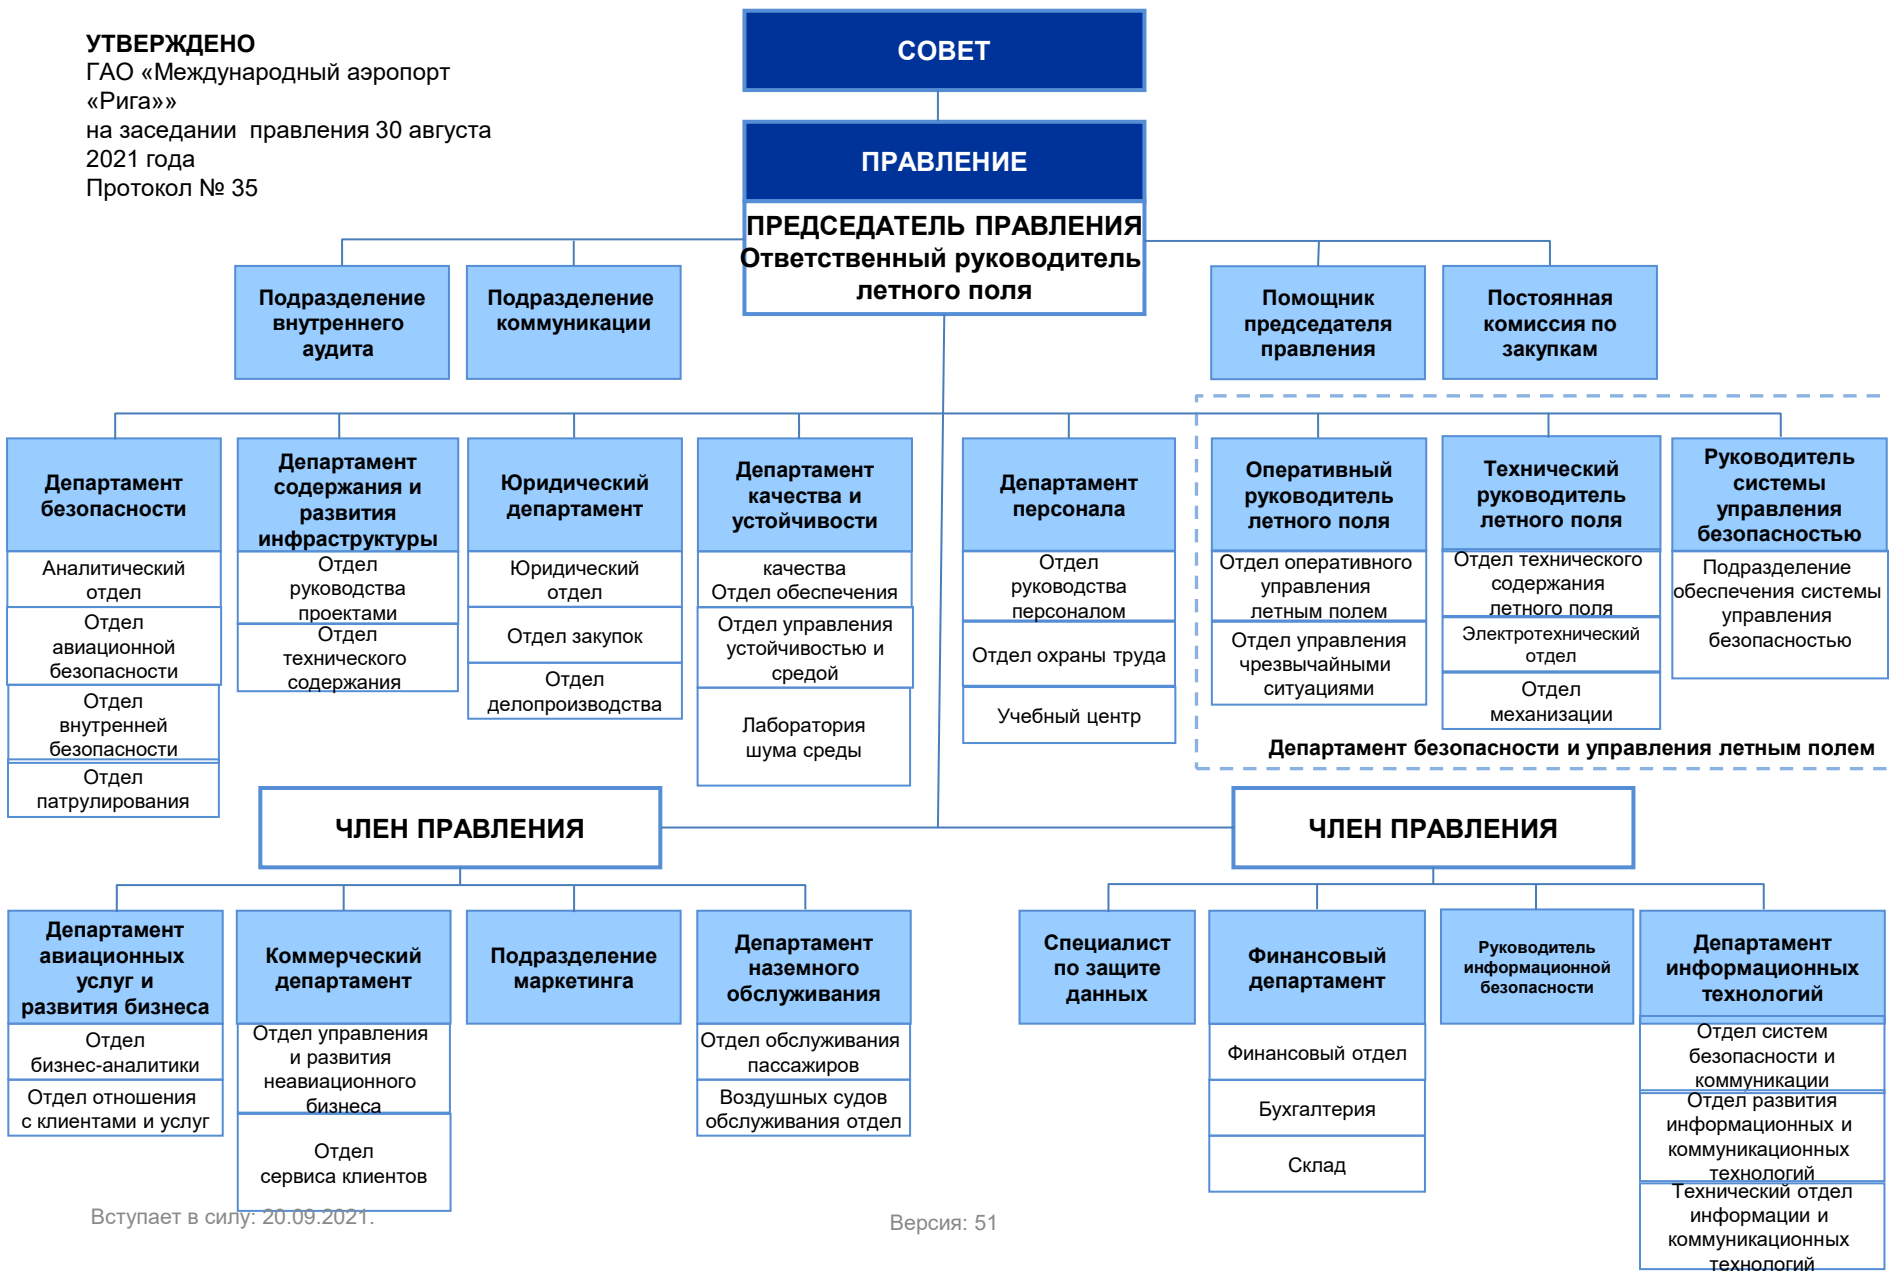 УТВЕРЖДЕНО
ГАО «Международный аэропорт
«Рига»»
на заседании правления 30 августа
2021 года
Протокол № 35
СОВЕТ
ПРАВЛЕНИЕ
ПРЕДСЕДАТЕЛЬ ПРАВЛЕНИЯ
Ответственный руководитель
летного поля
Подразделение
внутреннего
аудита
Подразделение
коммуникации
Помощник
председателя
правления
Постоянная
комиссия по
закупкам
Департамент
безопасности
Аналитический
отдел
Отдел
авиационной
безопасности
Отдел
внутренней
безопасности
Отдел
патрулирования
Департамент
содержания и
развития
инфраструктуры
Отдел
руководства
проектами
Отдел
технического
содержания
Юридический
департамент
Юридический
отдел
Отдел закупок
Отдел
делопроизводства
Департамент
качества и
устойчивости
качества
Отдел обеспечения
Отдел управления
устойчивостью и
средой
Лаборатория
шума среды
Департамент
персонала
Отдел
руководства
персоналом
Отдел охраны труда
Учебный центр
Оперативный
руководитель
летного поля
Отдел оперативного
управления
летным полем
Отдел управления
чрезвычайными
ситуациями
Технический
руководитель
летного поля
Отдел технического
содержания
летного поля
Электротехнический
отдел
Отдел
механизации
Руководитель
системы
управления
безопасностью
Подразделение
обеспечения системы
управления
безопасностью
Департамент безопасности и управления летным полем
ЧЛЕН ПРАВЛЕНИЯ
ЧЛЕН ПРАВЛЕНИЯ
Департамент
авиационных
услуг и
развития бизнеса
Отдел
бизнес-аналитики
Отдел отношения
с клиентами и услуг
Коммерческий
департамент
Отдел управления
и развития
неавиационного
бизнеса
Отдел
сервиса клиентов
Подразделение
маркетинга
Департамент
наземного
обслуживания
Отдел обслуживания
пассажиров
Воздушных судов
обслуживания отдел
Специалист
по защите
данных
Финансовый
департамент
Финансовый отдел
Бухгалтерия
Склад
Руководитель
информационной
безопасности
Департамент
информационных
технологий
Отдел систем
безопасности и
коммуникации
Отдел развития
информационных и
коммуникационных
технологий
Технический отдел
информации и
коммуникационных
технологий
Вступает в силу: 20.09.2021.
Версия: 51